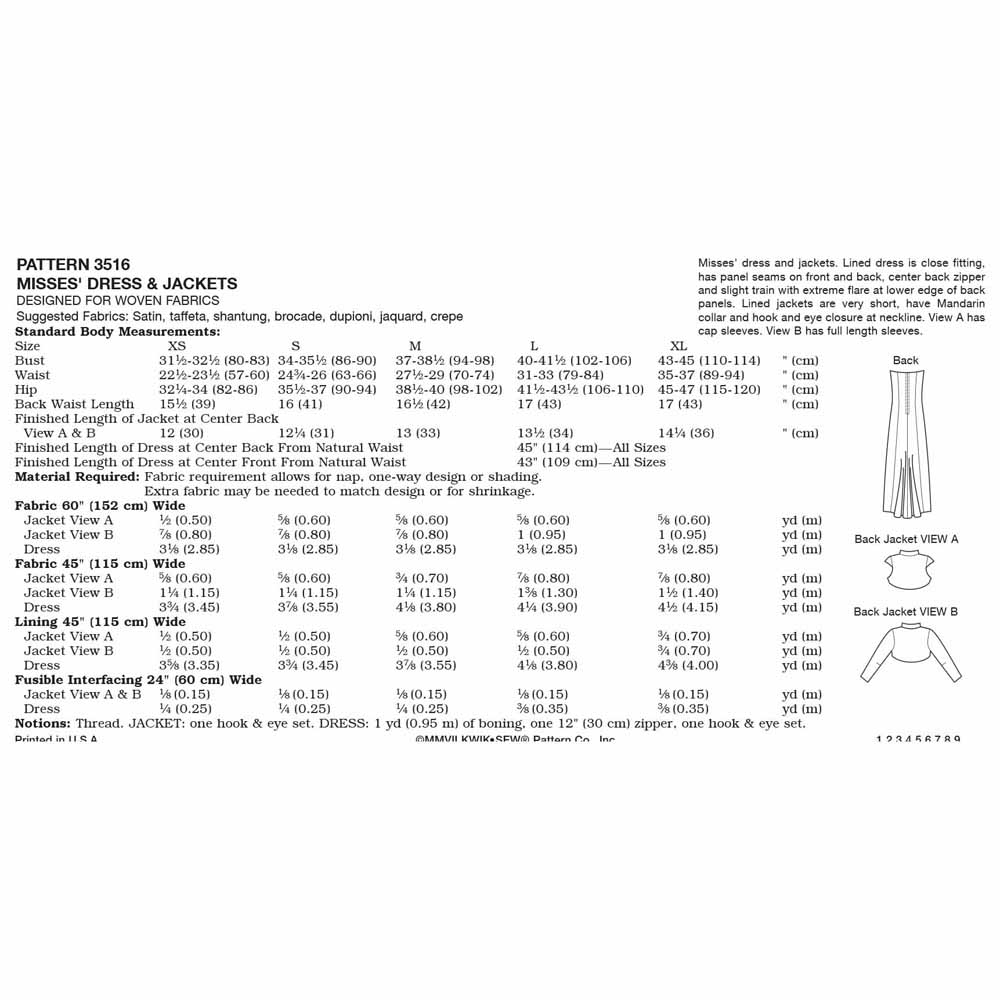 PATTERN 3516
MISSES' DRESS & JACKETS
DESIGNED FOR WOVEN FABRICS
Suggested Fabrics: Satin, taffeta, shantung, brocade, dupioni, jaquard, crepe
Misses' dress and jackets. Lined dress is close fitting,
has panel seams on front and back, center back zipper
and slight train with extreme flare at lower edge of back
panels. Lined jackets are very short, have Mandarin
collar and hook and eye closure at neckline. View A has
cap sleeves. View B has full length sleeves.
Standard Body Measurements:
Size XS S M L XL
Bust 31½-32½ (80-83) 34-35½ (86-90) 37-38½ (94-98) 40-41½ (102-106) 43-45 (110-114) " (cm)
Waist 22½-23½ (57-60) 24¾-26 (63-66) 27½-29 (70-74) 31-33 (79-84) 35-37 (89-94) " (cm)
Hip 32¼-34 (82-86) 35½-37 (90-94) 38½-40 (98-102) 41½-43½ (106-110) 45-47 (115-120) " (cm)
Back Waist Length 15½ (39) 16 (41) 16½ (42) 17 (43) 17 (43) " (cm)
Finished Length of Jacket at Center Back
View A & B 12 (30) 12¼ (31) 13 (33) 13½ (34) 14¼ (36) " (cm)
Finished Length of Dress at Center Back From Natural Waist 45" (114 cm)—All Sizes
Finished Length of Dress at Center Front From Natural Waist 43" (109 cm)—All Sizes
Material Required: Fabric requirement allows for nap, one-way design or shading.
Extra fabric may be needed to match design or for shrinkage.
Fabric 60" (152 cm) Wide
Jacket View A ½ (0.50) ⅝ (0.60) ⅝ (0.60) ⅝ (0.60) ⅝ (0.60) yd (m)
Jacket View B ⅞ (0.80) ⅞ (0.80) ⅞ (0.80) 1 (0.95) 1 (0.95) yd (m)
Dress 3⅛ (2.85) 3⅛ (2.85) 3⅛ (2.85) 3⅛ (2.85) 3⅛ (2.85) yd (m)
Fabric 45" (115 cm) Wide
Jacket View A ⅝ (0.60) ⅝ (0.60) ¾ (0.70) ⅞ (0.80) ⅞ (0.80) yd (m)
Jacket View B 1¼ (1.15) 1¼ (1.15) 1¼ (1.15) 1⅜ (1.30) 1½ (1.40) yd (m)
Dress 3¾ (3.45) 3⅞ (3.55) 4⅛ (3.80) 4¼ (3.90) 4½ (4.15) yd (m)
Lining 45" (115 cm) Wide
Jacket View A ½ (0.50) ½ (0.50) ⅝ (0.60) ⅝ (0.60) ¾ (0.70) yd (m)
Jacket View B ½ (0.50) ½ (0.50) ½ (0.50) ½ (0.50) ¾ (0.70) yd (m)
Dress 3⅝ (3.35) 3¾ (3.45) 3⅞ (3.55) 4⅛ (3.80) 4⅜ (4.00) yd (m)
Fusible Interfacing 24" (60 cm) Wide
Jacket View A & B ⅛ (0.15) ⅛ (0.15) ⅛ (0.15) ⅛ (0.15) ⅛ (0.15) yd (m)
Dress ¼ (0.25) ¼ (0.25) ¼ (0.25) ⅜ (0.35) ⅜ (0.35) yd (m)
Notions: Thread. JACKET: one hook & eye set. DRESS: 1 yd (0.95 m) of boning, one 12" (30 cm) zipper, one hook & eye set.
Back
Back Jacket VIEW A
Back Jacket VIEW B
Printed in U.S.A. ©MMVII KWIK•SEW® Pattern Co., Inc. 1 2 3 4 5 6 7 8 9